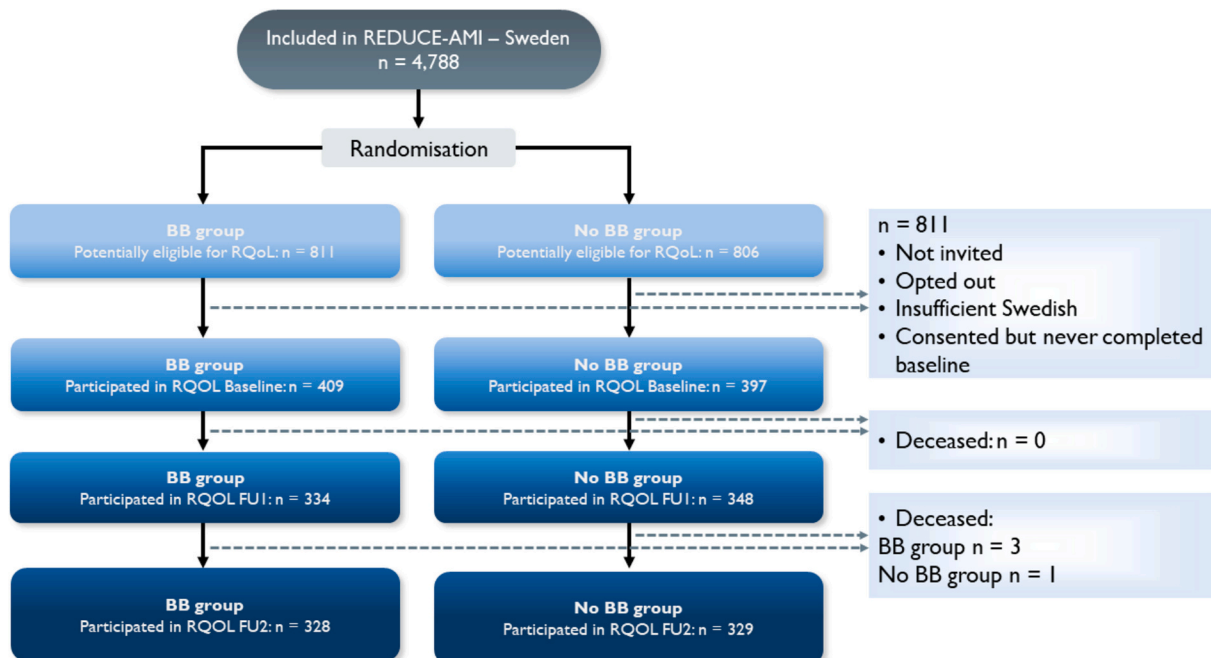 Included in REDUCE-AMI – Sweden
n = 4,788
Randomisation
BB group
Potentially eligible for RQoL: n = 811
No BB group
Potentially eligible for RQoL: n = 806
n = 811
• Not invited
• Opted out
• Insufficient Swedish
• Consented but never completed
baseline
BB group
Participated in RQOL Baseline: n = 409
No BB group
Participated in RQOL Baseline: n = 397
• Deceased: n = 0
BB group
Participated in RQOL FU1: n = 334
No BB group
Participated in RQOL FU1: n = 348
• Deceased:
BB group n = 3
No BB group n = 1
BB group
Participated in RQOL FU2: n = 328
No BB group
Participated in RQOL FU2: n = 329